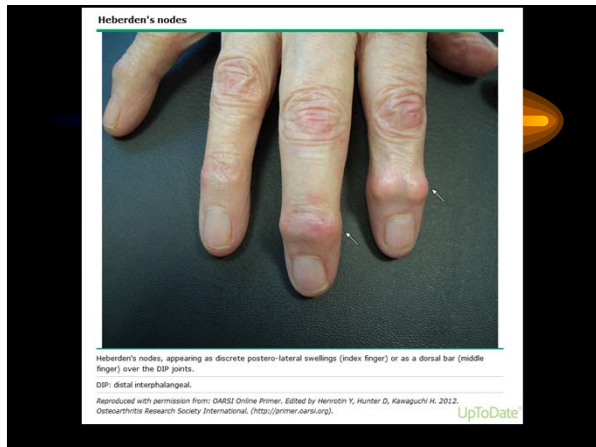 Heberden's nodes
Heberden's nodes, appearing as discrete postero-lateral swellings (index finger) or as a dorsal bar (middle
finger) over the DIP joints.
DIP: distal interphalangeal.
Reproduced with permission from: OARSI Online Primer. Edited by Henrotin Y, Hunter D, Kawaguchi H. 2012.
Osteoarthritis Research Society International. (http://primer.oarsi.org).
UpToDate®